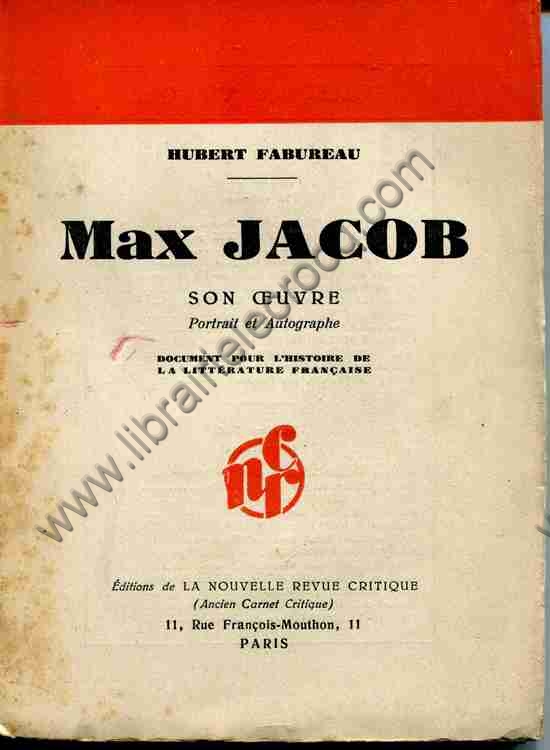 HUBERT FABUREAU
Max JACOB
SON ŒUVRE
Portrait et Autographe
DOCUMENT POUR L'HISTOIRE DE
LA LITTÉRATURE FRANÇAISE
nrc
Éditions de LA NOUVELLE REVUE CRITIQUE
(Ancien Carnet Critique)
11, Rue François-Mouthon, 11
PARIS
www.librairielebrocq.com